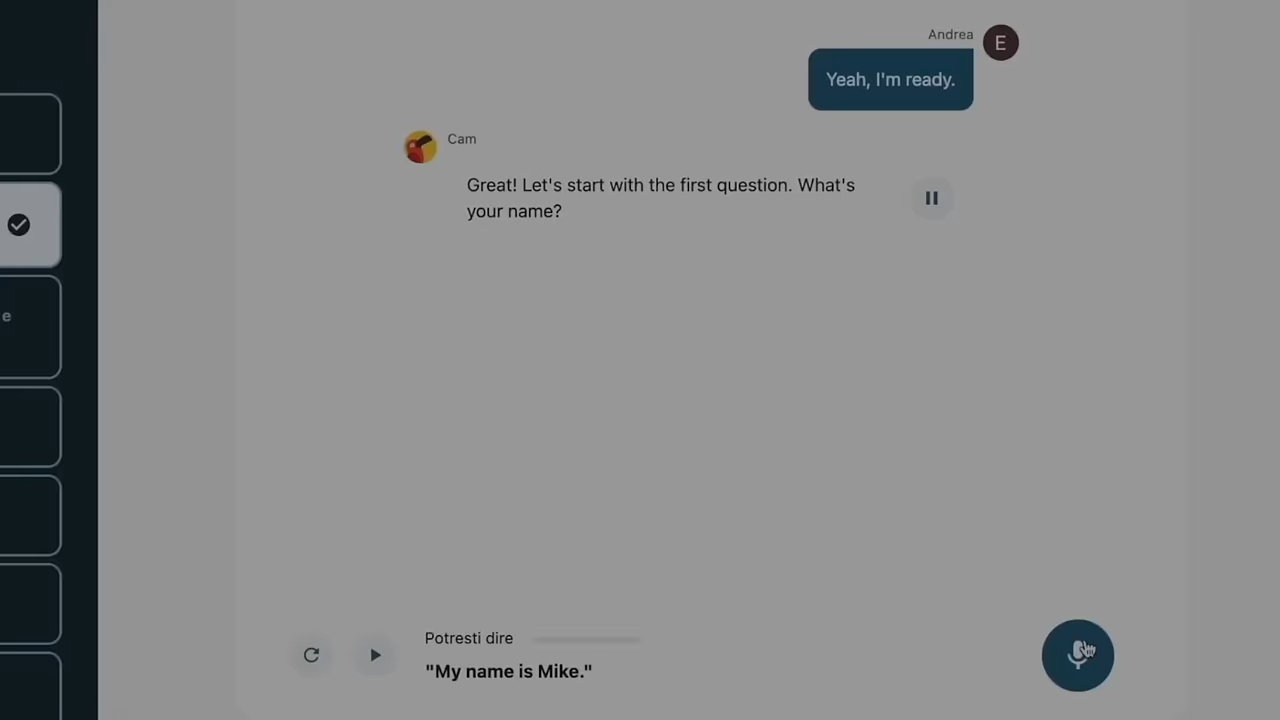 Andrea
E
Yeah, I'm ready.
Cam
Great! Let's start with the first question. What's
your name?
e
Potresti dire
"My name is Mike."